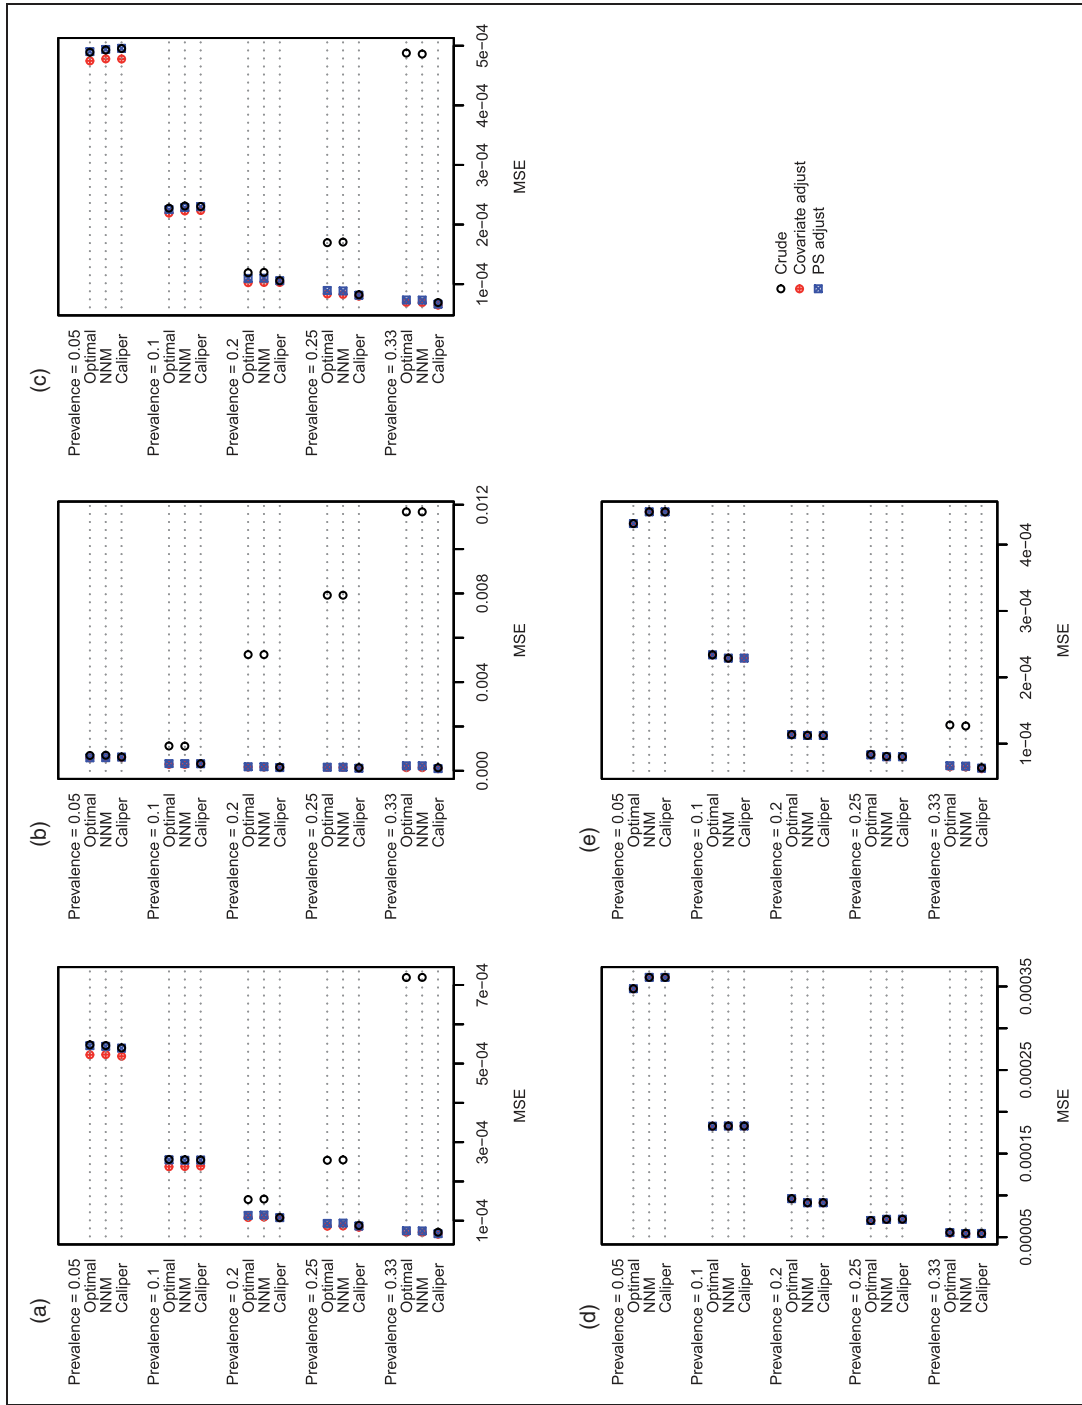 (a)
Prevalence = 0.05
Optimal
NNM
Caliper
Prevalence = 0.1
Optimal
NNM
Caliper
Prevalence = 0.2
Optimal
NNM
Caliper
Prevalence = 0.25
Optimal
NNM
Caliper
Prevalence = 0.33
Optimal
NNM
Caliper
1e−04 3e−04 5e−04 7e−04
MSE
(b)
Prevalence = 0.05
Optimal
NNM
Caliper
Prevalence = 0.1
Optimal
NNM
Caliper
Prevalence = 0.2
Optimal
NNM
Caliper
Prevalence = 0.25
Optimal
NNM
Caliper
Prevalence = 0.33
Optimal
NNM
Caliper
0.000 0.004 0.008 0.012
MSE
(c)
Prevalence = 0.05
Optimal
NNM
Caliper
Prevalence = 0.1
Optimal
NNM
Caliper
Prevalence = 0.2
Optimal
NNM
Caliper
Prevalence = 0.25
Optimal
NNM
Caliper
Prevalence = 0.33
Optimal
NNM
Caliper
1e−04 2e−04 3e−04 4e−04 5e−04
MSE
(d)
Prevalence = 0.05
Optimal
NNM
Caliper
Prevalence = 0.1
Optimal
NNM
Caliper
Prevalence = 0.2
Optimal
NNM
Caliper
Prevalence = 0.25
Optimal
NNM
Caliper
Prevalence = 0.33
Optimal
NNM
Caliper
0.00005 0.00015 0.00025 0.00035
MSE
(e)
Prevalence = 0.05
Optimal
NNM
Caliper
Prevalence = 0.1
Optimal
NNM
Caliper
Prevalence = 0.2
Optimal
NNM
Caliper
Prevalence = 0.25
Optimal
NNM
Caliper
Prevalence = 0.33
Optimal
NNM
Caliper
1e−04 2e−04 3e−04 4e−04
MSE
Crude
Covariate adjust
PS adjust